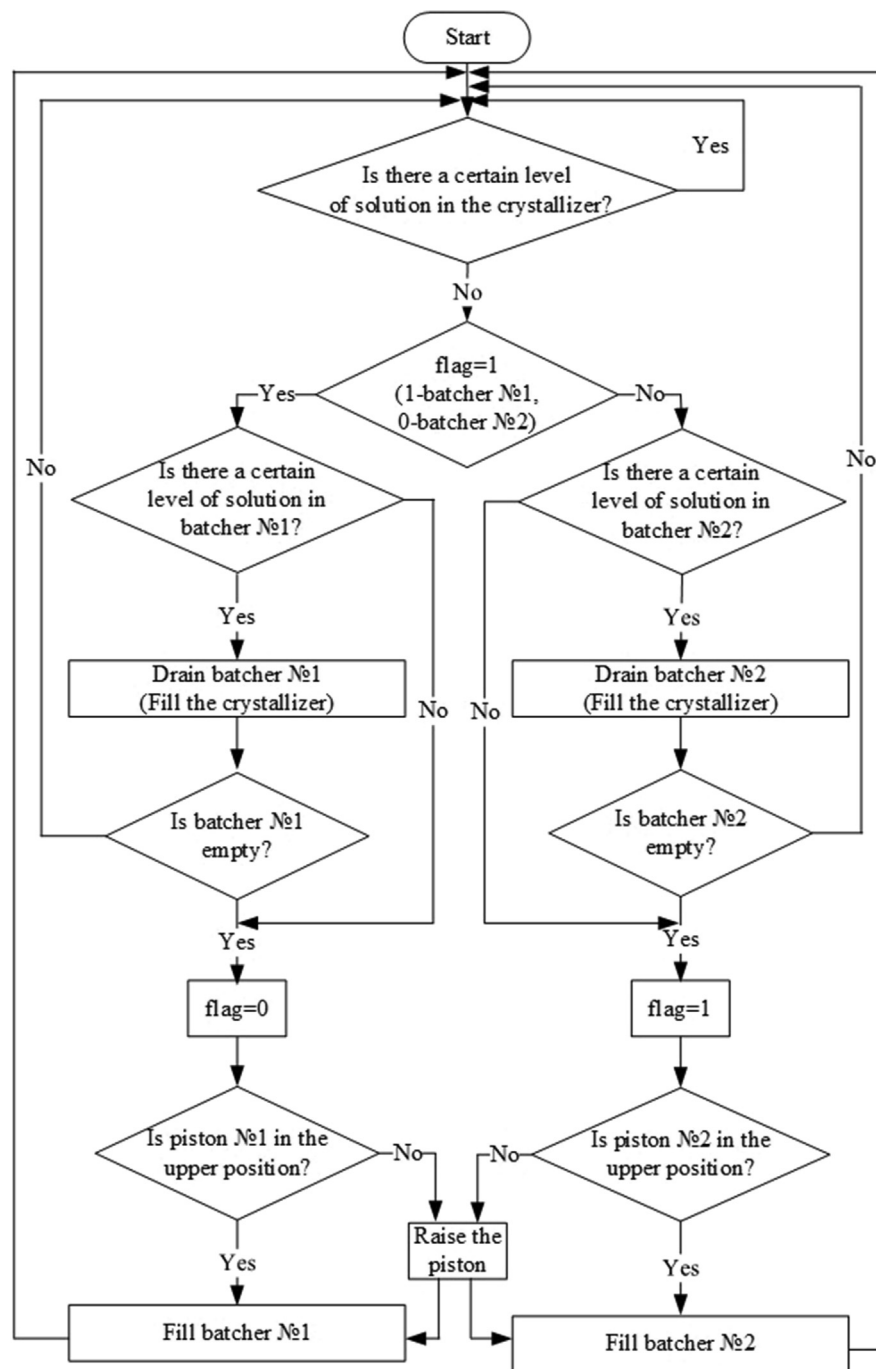 Start
Yes
Is there a certain level
of solution in the crystallizer?
No
flag=1
(1-batcher №1,
0-batcher №2)
Yes
No
No
Is there a certain
level of solution in
batcher №1?
Is there a certain
level of solution in
batcher №2?
No
Yes
Yes
Drain batcher №1
(Fill the crystallizer)
No
No
Drain batcher №2
(Fill the crystallizer)
Is batcher №1
empty?
Is batcher №2
empty?
Yes
Yes
flag=0
flag=1
Is piston №1 in the
upper position?
No
No
Is piston №2 in the
upper position?
Raise the
piston
Yes
Yes
Fill batcher №1
Fill batcher №2